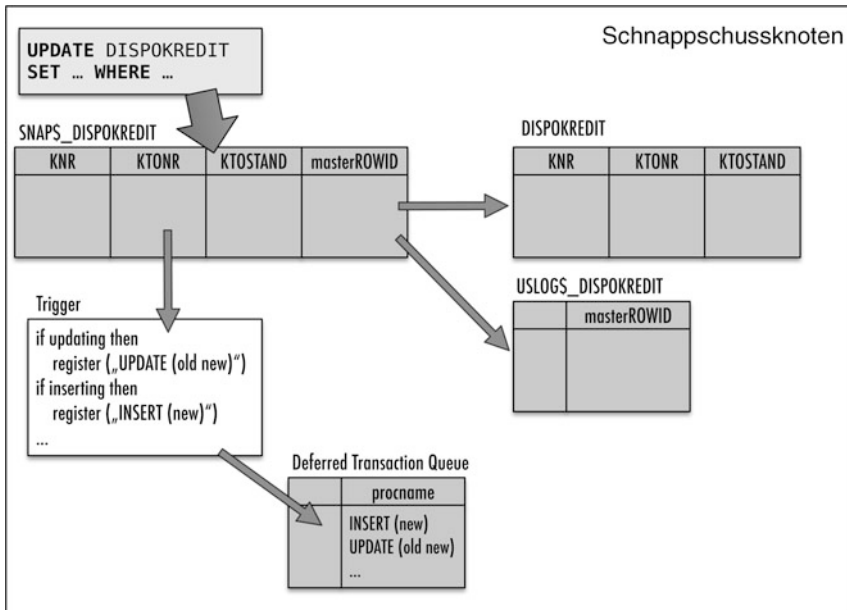 Schnappschussknoten
UPDATE DISPOKREDIT
SET … WHERE …
SNAP$_DISPOKREDIT
KNR KTONR KTOSTAND masterROWID
DISPOKREDIT
KNR KTONR KTOSTAND
USLOG$_DISPOKREDIT
masterROWID
Trigger
if updating then
register („UPDATE (old new)“)
if inserting then
register („INSERT (new)“)
...
Deferred Transaction Queue
procname
INSERT (new)
UPDATE (old new)
...